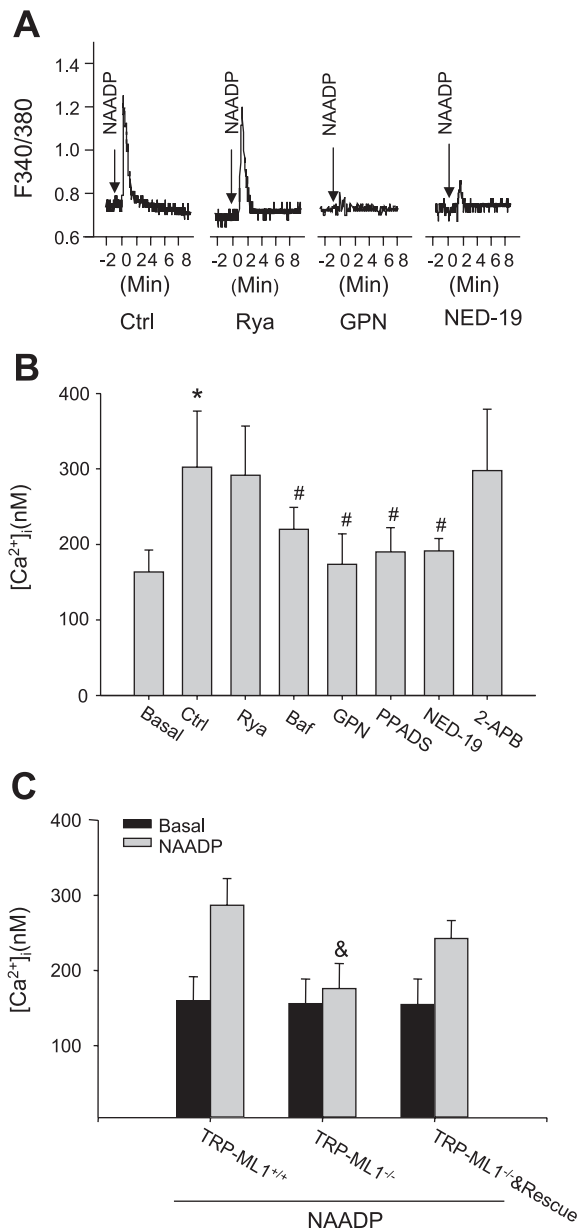 A
NAADP NAADP NAADP NAADP
F340/380
1.4
1.2
1.0
0.8
0.6
-2 0 2 4 6 8 -2 0 2 4 6 8 -2 0 2 4 6 8 -2 0 2 4 6 8
(Min) (Min) (Min) (Min)
Ctrl Rya GPN NED-19
B
[Ca²⁺]ᵢ(nM)
400
300
200
100
0
* # # # #
Basal Ctrl Rya Baf GPN PPADS NED-19 2-APB
C
[Ca²⁺]ᵢ(nM)
400
300
200
100
Basal
NAADP
&
TRP-ML1⁺/⁺ TRP-ML1⁻/⁻ TRP-ML1⁻/⁻&Rescue
NAADP